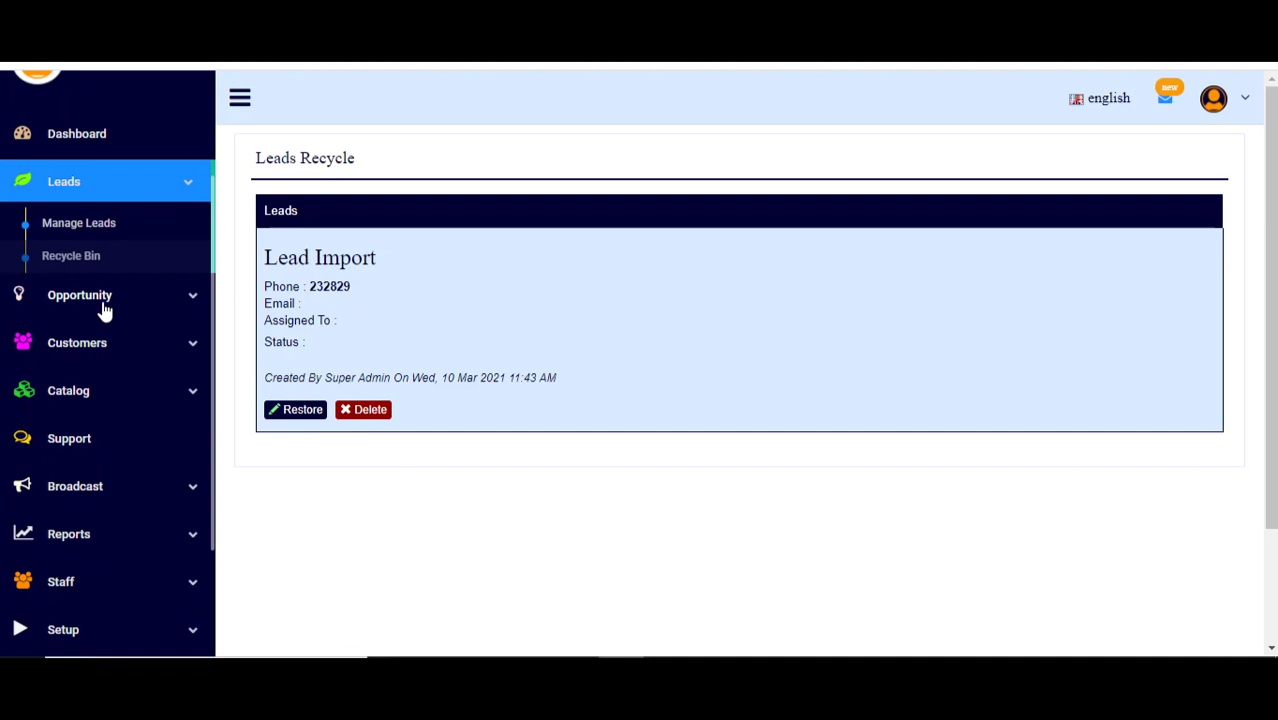 english
new
Dashboard
Leads
Manage Leads
Recycle Bin
Opportunity
Customers
Catalog
Support
Broadcast
Reports
Staff
Setup
Leads Recycle
Leads
Lead Import
Phone : 232829
Email :
Assigned To :
Status :
Created By Super Admin On Wed, 10 Mar 2021 11:43 AM
Restore
Delete